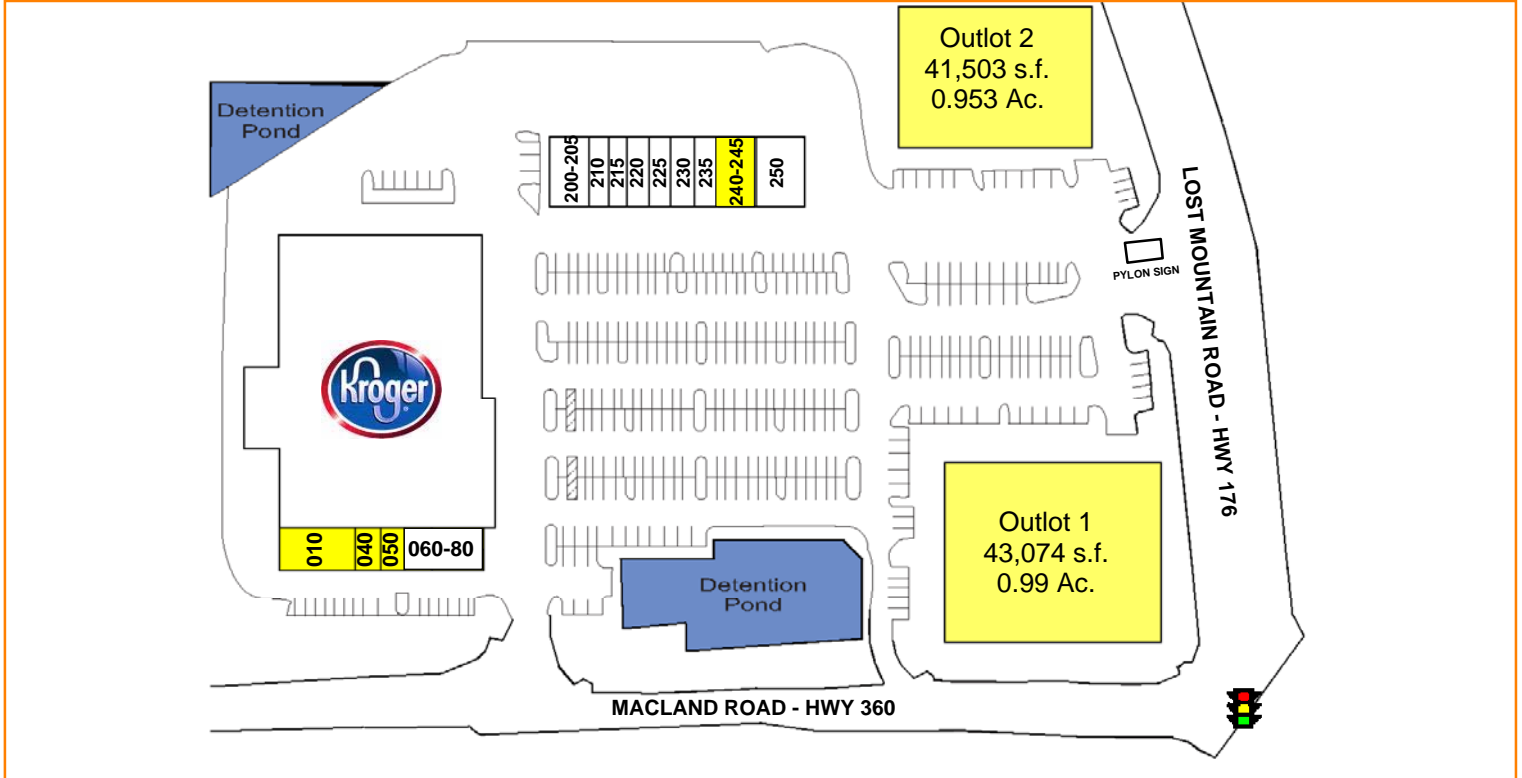 Outlot 2
41,503 s.f.
0.953 Ac.
Detention
Pond
200-205
210
215
220
225
230
235
240-245
250
LOST MOUNTAIN ROAD - HWY 176
PYLON SIGN
Kroger
010
040
050
060-80
Outlot 1
43,074 s.f.
0.99 Ac.
Detention
Pond
MACLAND ROAD - HWY 360